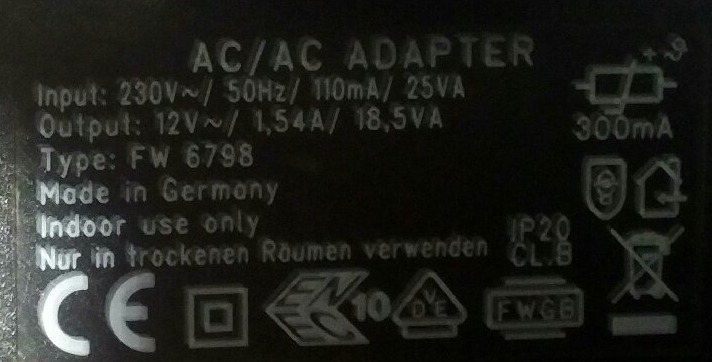 AC/AC ADAPTER
Input: 230V~/ 50Hz/ 110mA/ 25VA
Output: 12V~/ 1,54A/ 18,5VA
+ϑ
300mA
Type: FW 6798
Made in Germany
Indoor use only
Nur in trockenen Räumen verwenden
IP20
CL.B
CE
10
DVE
FWGB